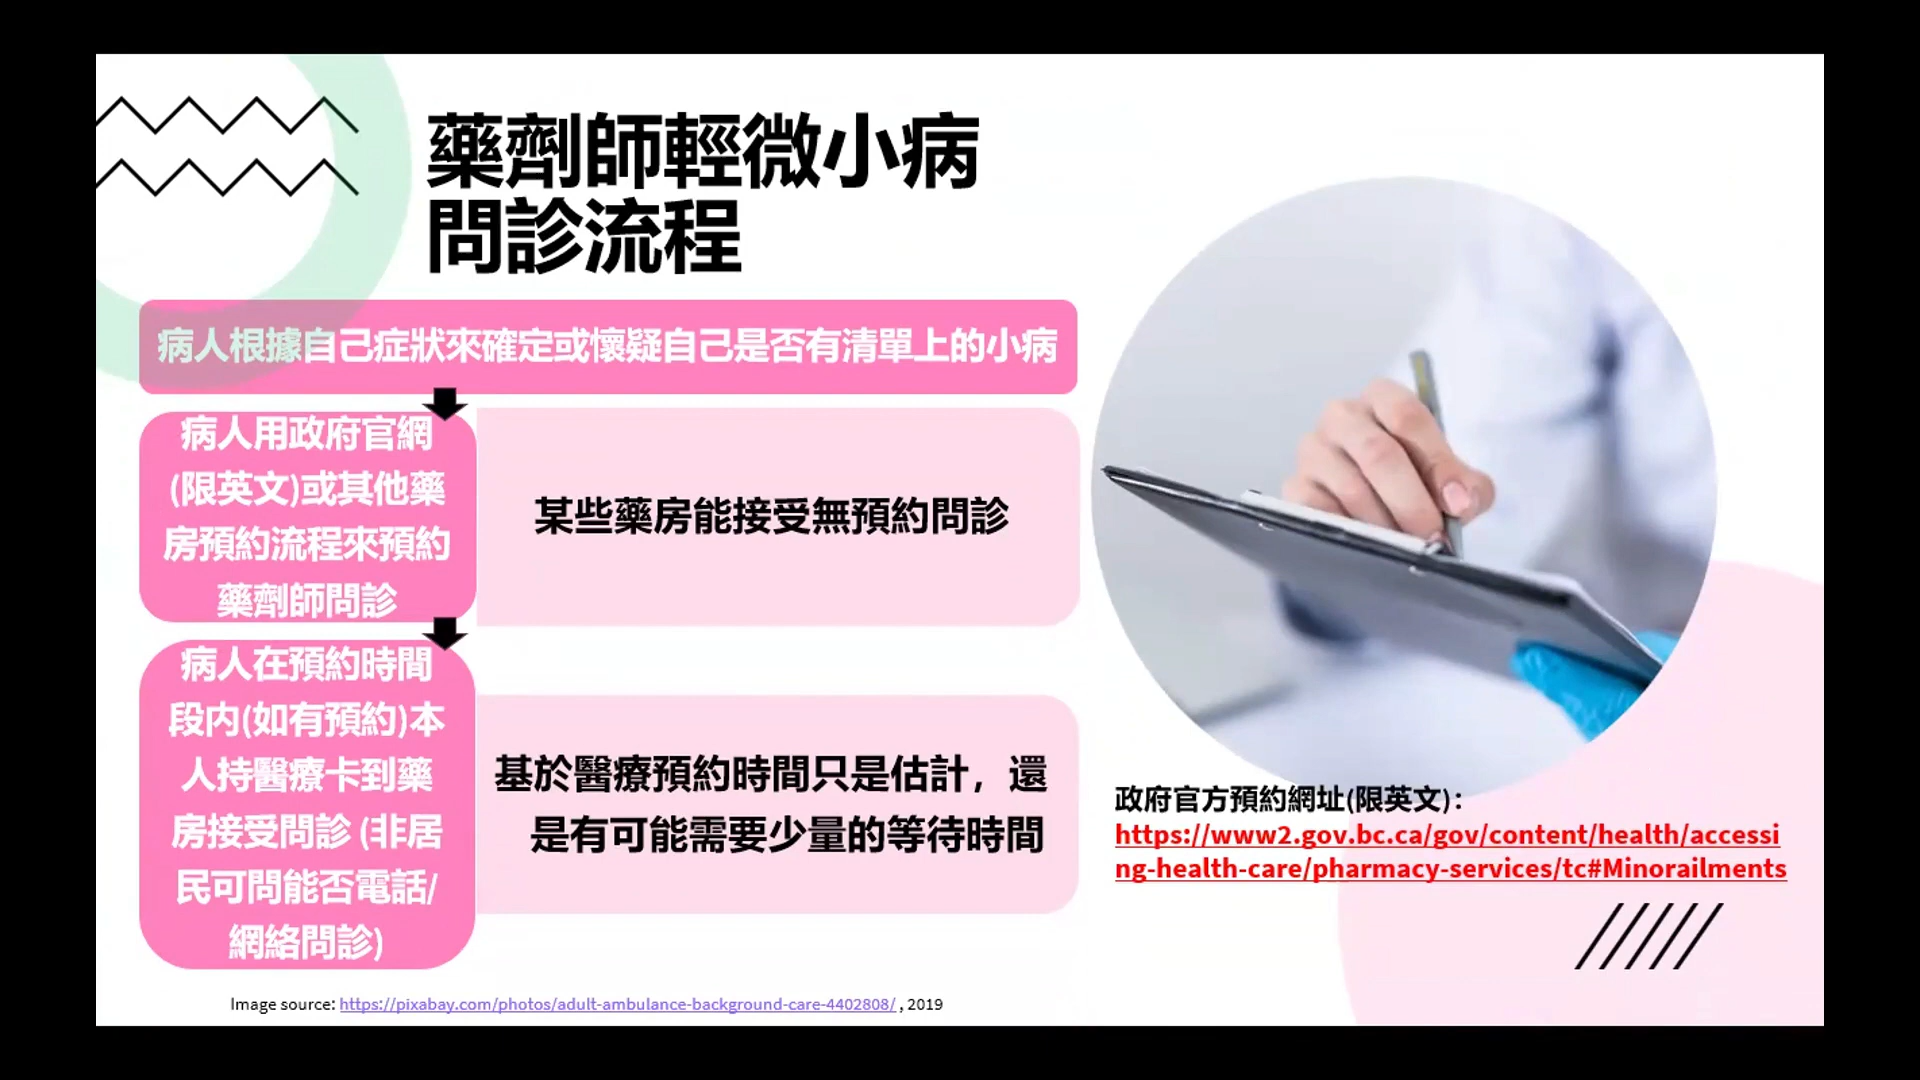 藥劑師輕微小病
問診流程
病人根據自己症狀來確定或懷疑自己是否有清單上的小病
病人用政府官網
(限英文)或其他藥
房預約流程來預約
藥劑師問診
某些藥房能接受無預約問診
病人在預約時間
段内(如有預約)本
人持醫療卡到藥
房接受問診 (非居
民可問能否電話/
網絡問診)
基於醫療預約時間只是估計，還
是有可能需要少量的等待時間
政府官方預約網址(限英文)：
https://www2.gov.bc.ca/gov/content/health/accessi
ng-health-care/pharmacy-services/tc#Minorailments
Image source: https://pixabay.com/photos/adult-ambulance-background-care-4402808/ , 2019